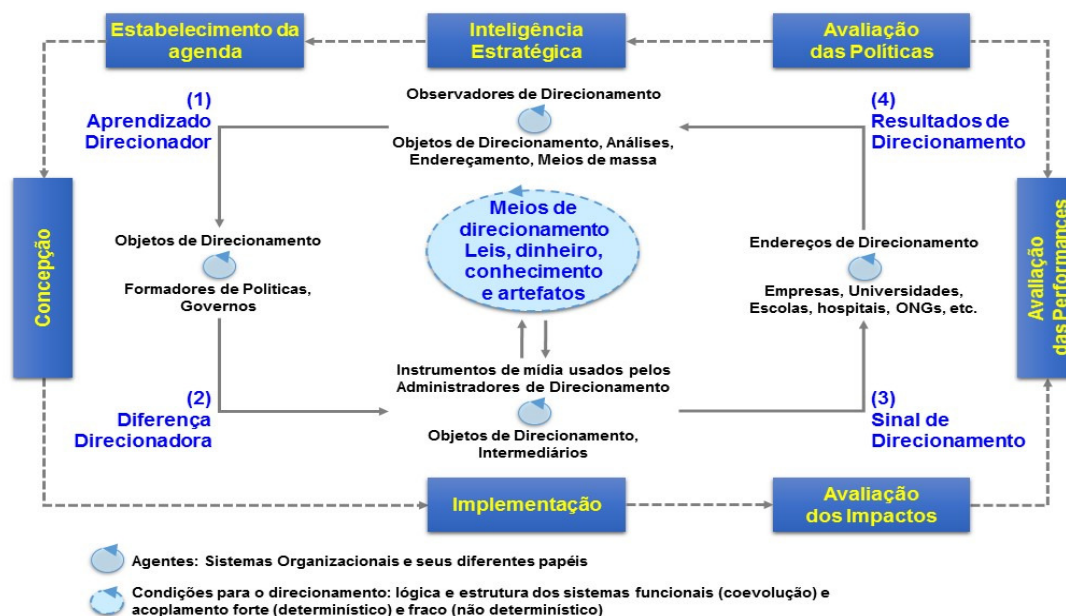 Estabelecimento da
agenda
Inteligência
Estratégica
Avaliação
das Políticas
(1)
Aprendizado
Direcionador
Observadores de Direcionamento
Objetos de Direcionamento, Análises,
Endereçamento, Meios de massa
(4)
Resultados de
Direcionamento
Concepção
Objetos de Direcionamento
Formadores de Politicas,
Governos
Meios de
direcionamento
Leis, dinheiro,
conhecimento
e artefatos
Endereços de Direcionamento
Empresas, Universidades,
Escolas, hospitais, ONGs, etc.
Avaliação
das Performances
(2)
Diferença
Direcionadora
Instrumentos de mídia usados pelos
Administradores de Direcionamento
Objetos de Direcionamento,
Intermediários
(3)
Sinal de
Direcionamento
Implementação
Avaliação
dos Impactos
Agentes: Sistemas Organizacionais e seus diferentes papéis
Condições para o direcionamento: lógica e estrutura dos sistemas funcionais (coevolução) e
acoplamento forte (determinístico) e fraco (não determinístico)